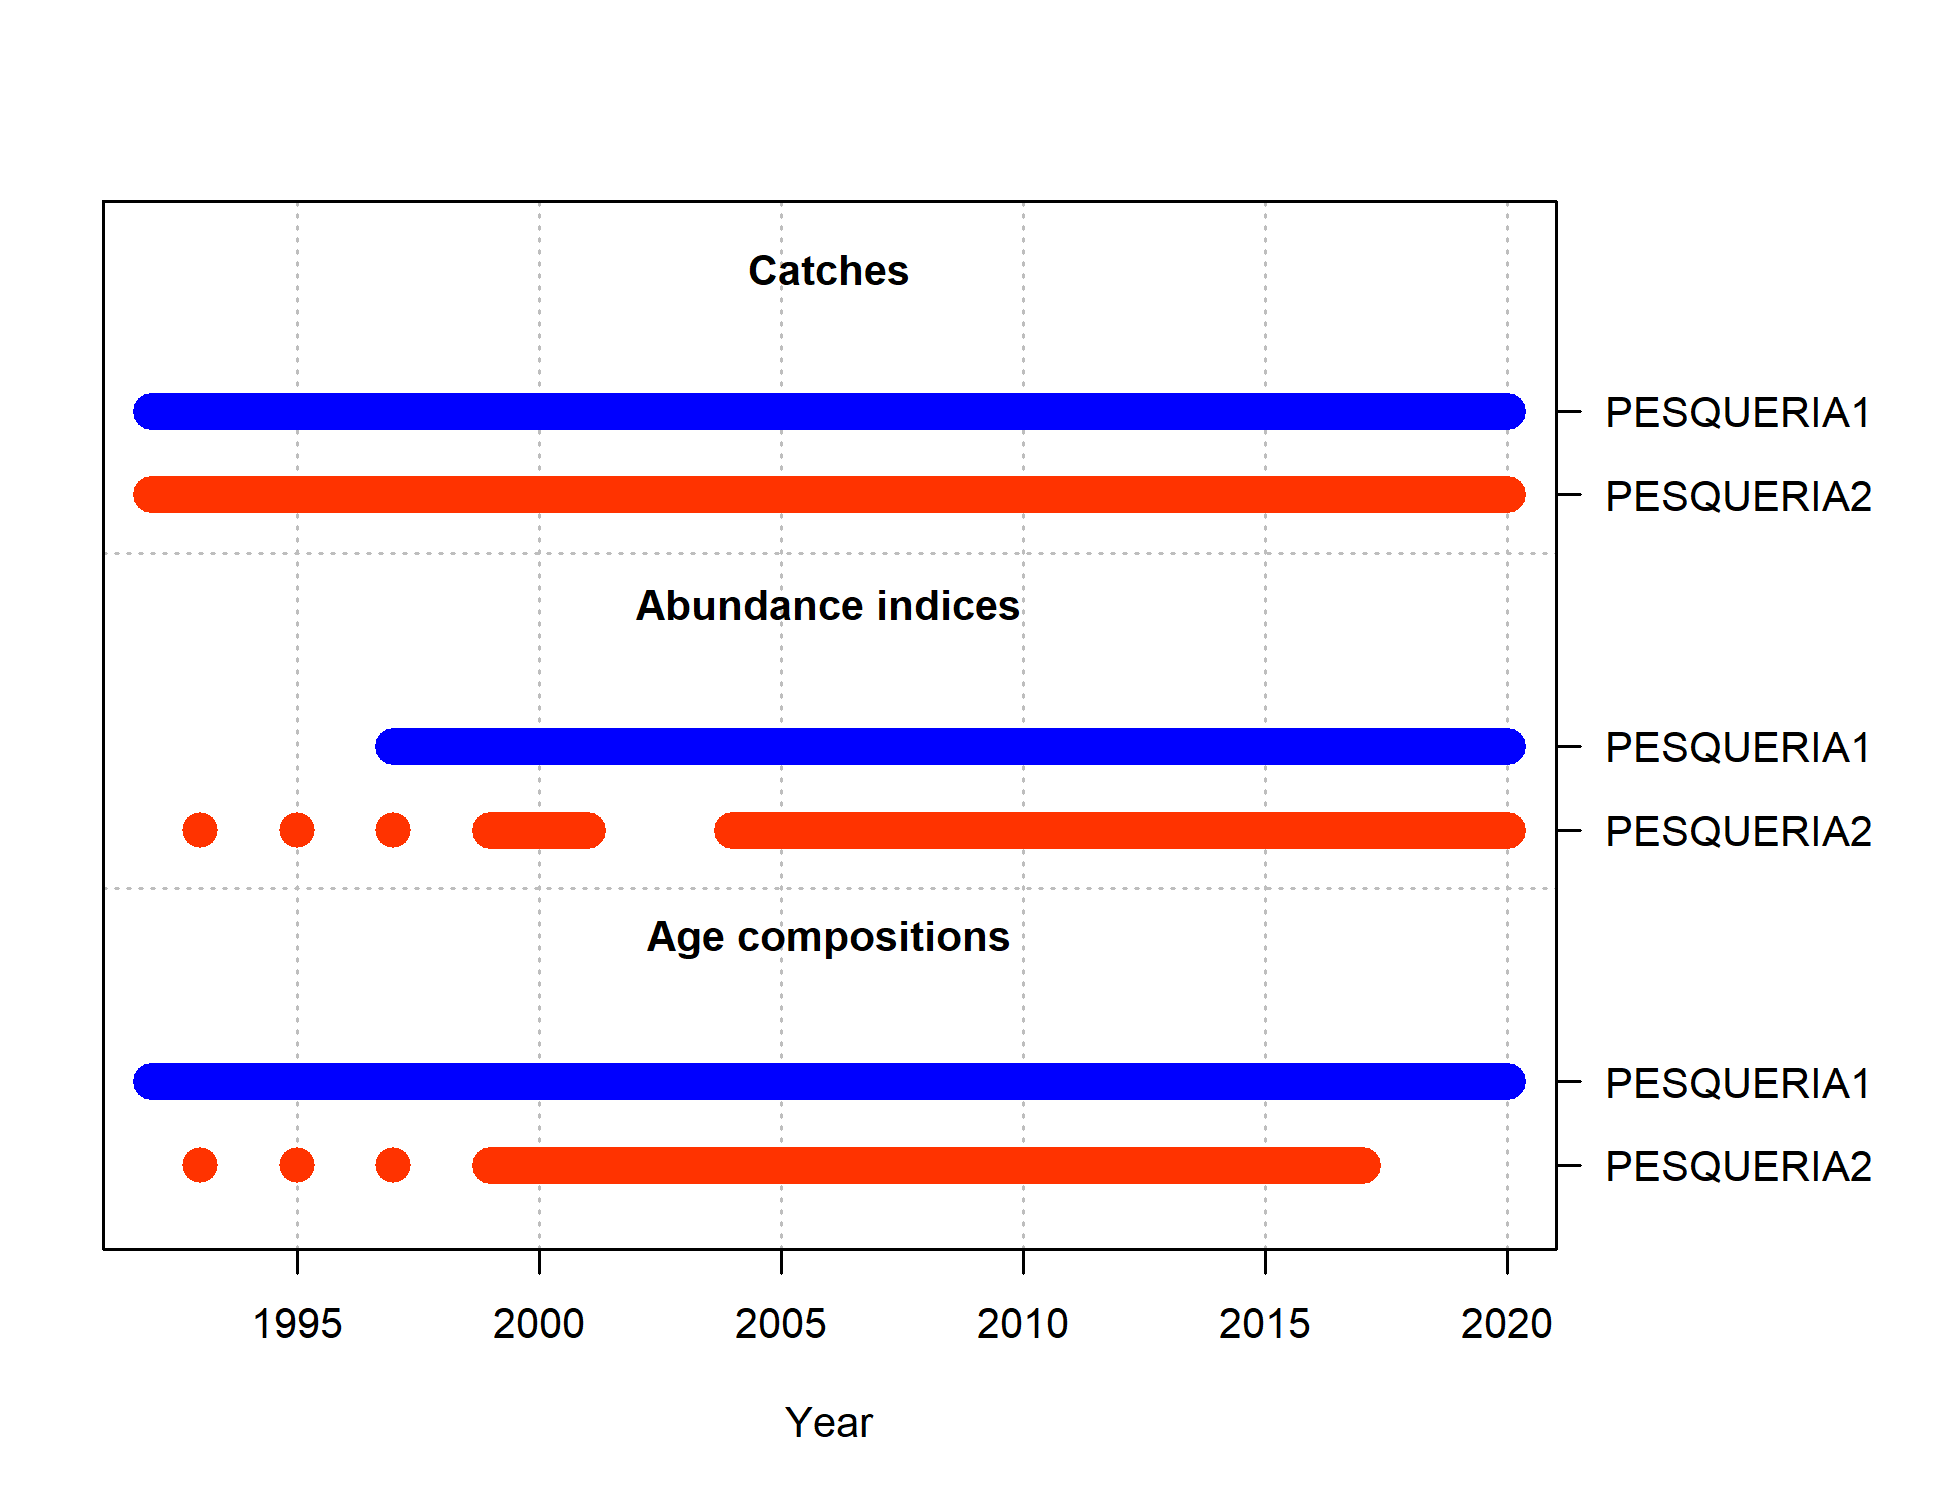 Catches
PESQUERIA1
PESQUERIA2
Abundance indices
PESQUERIA1
PESQUERIA2
Age compositions
PESQUERIA1
PESQUERIA2
1995 2000 2005 2010 2015 2020
Year